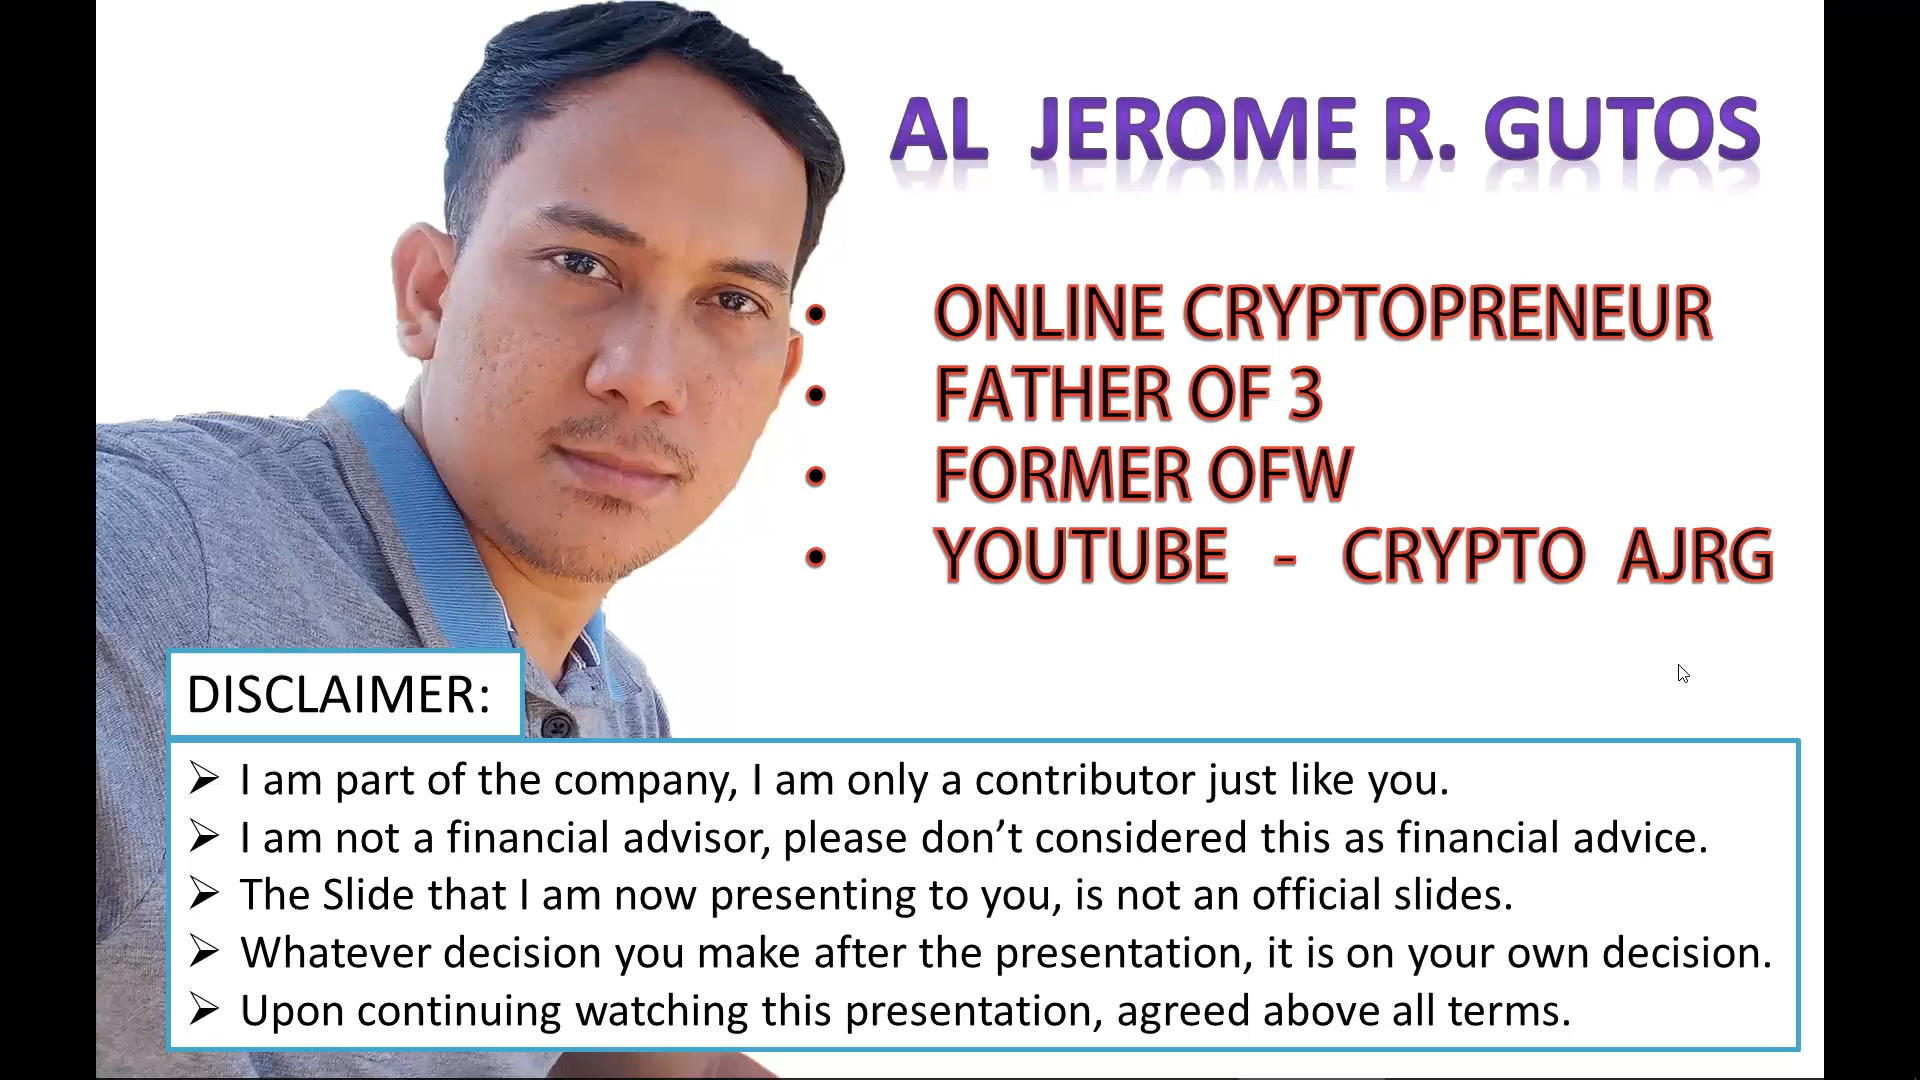 AL JEROME R. GUTOS
• ONLINE CRYPTOPRENEUR
• FATHER OF 3
• FORMER OFW
• YOUTUBE - CRYPTO AJRG
DISCLAIMER:
➢ I am part of the company, I am only a contributor just like you.
➢ I am not a financial advisor, please don’t considered this as financial advice.
➢ The Slide that I am now presenting to you, is not an official slides.
➢ Whatever decision you make after the presentation, it is on your own decision.
➢ Upon continuing watching this presentation, agreed above all terms.